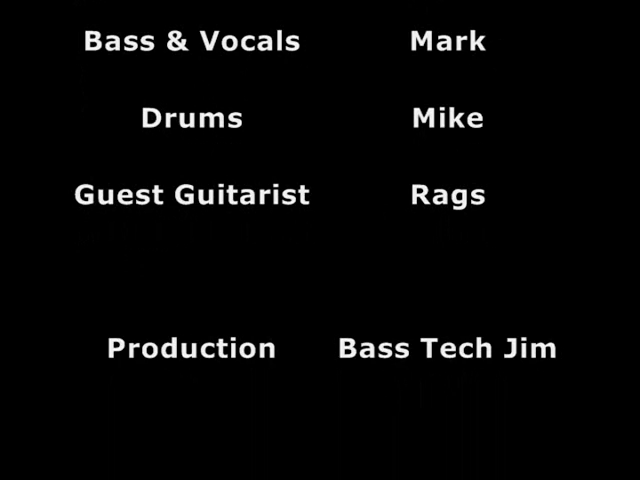 Bass & Vocals Mark
Drums Mike
Guest Guitarist Rags
Production Bass Tech Jim